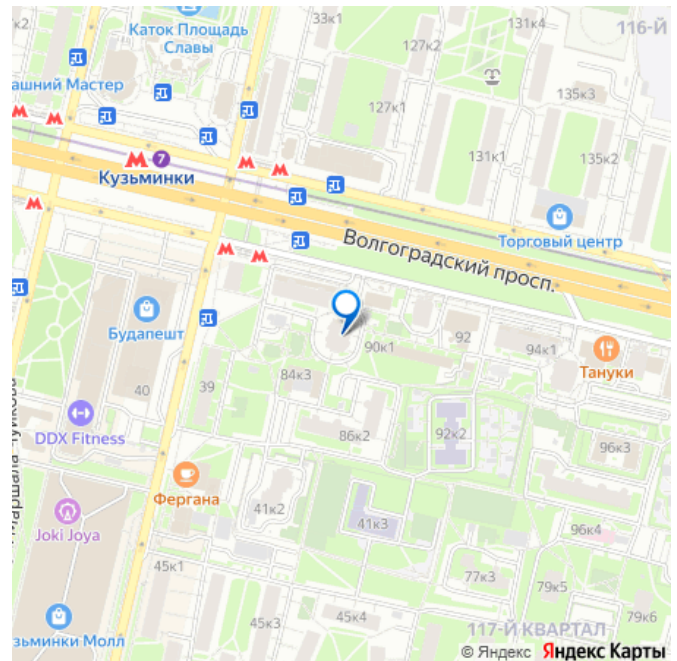 к2
Каток Площадь
Славы
33к1
131к4
116-й
127к2
ашний Мастер
135к3
127к1
131к1
135к2
7
Кузьминки
Торговый центр
Волгоградский просп.
Будапешт
92
90к1
94к1
Тануки
84к3
40
39
DDX Fitness
86к2
92к2
96к3
Фергана
41к2
Joki Joya
41к3
96к4
45к1
77к3
79к5
45к3
45к4
79к6
117-Й КВАРТАЛ
зьминки Молл
© Яндекс Яндекс Карты